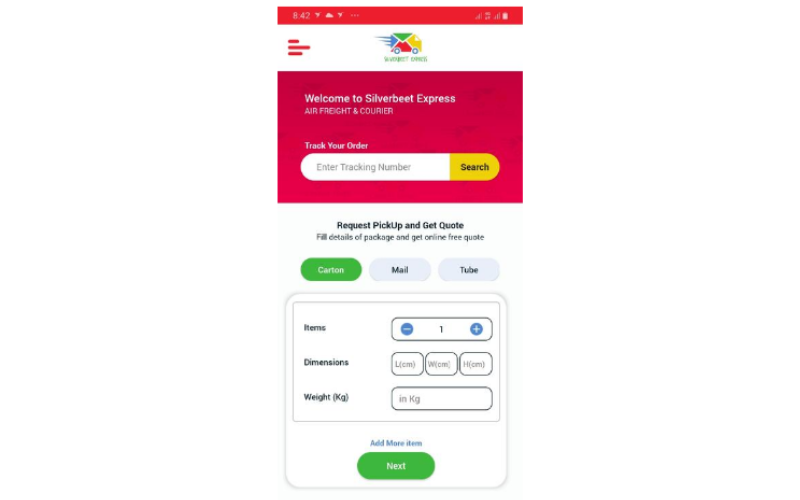 8:42
SILVERBEET EXPRESS
Welcome to Silverbeet Express
AIR FREIGHT & COURIER
Track Your Order
Enter Tracking Number Search
Request PickUp and Get Quote
Fill details of package and get online free quote
Carton Mail Tube
Items 1
Dimensions L(cm) W(cm) H(cm)
Weight (Kg) in Kg
Add More item
Next